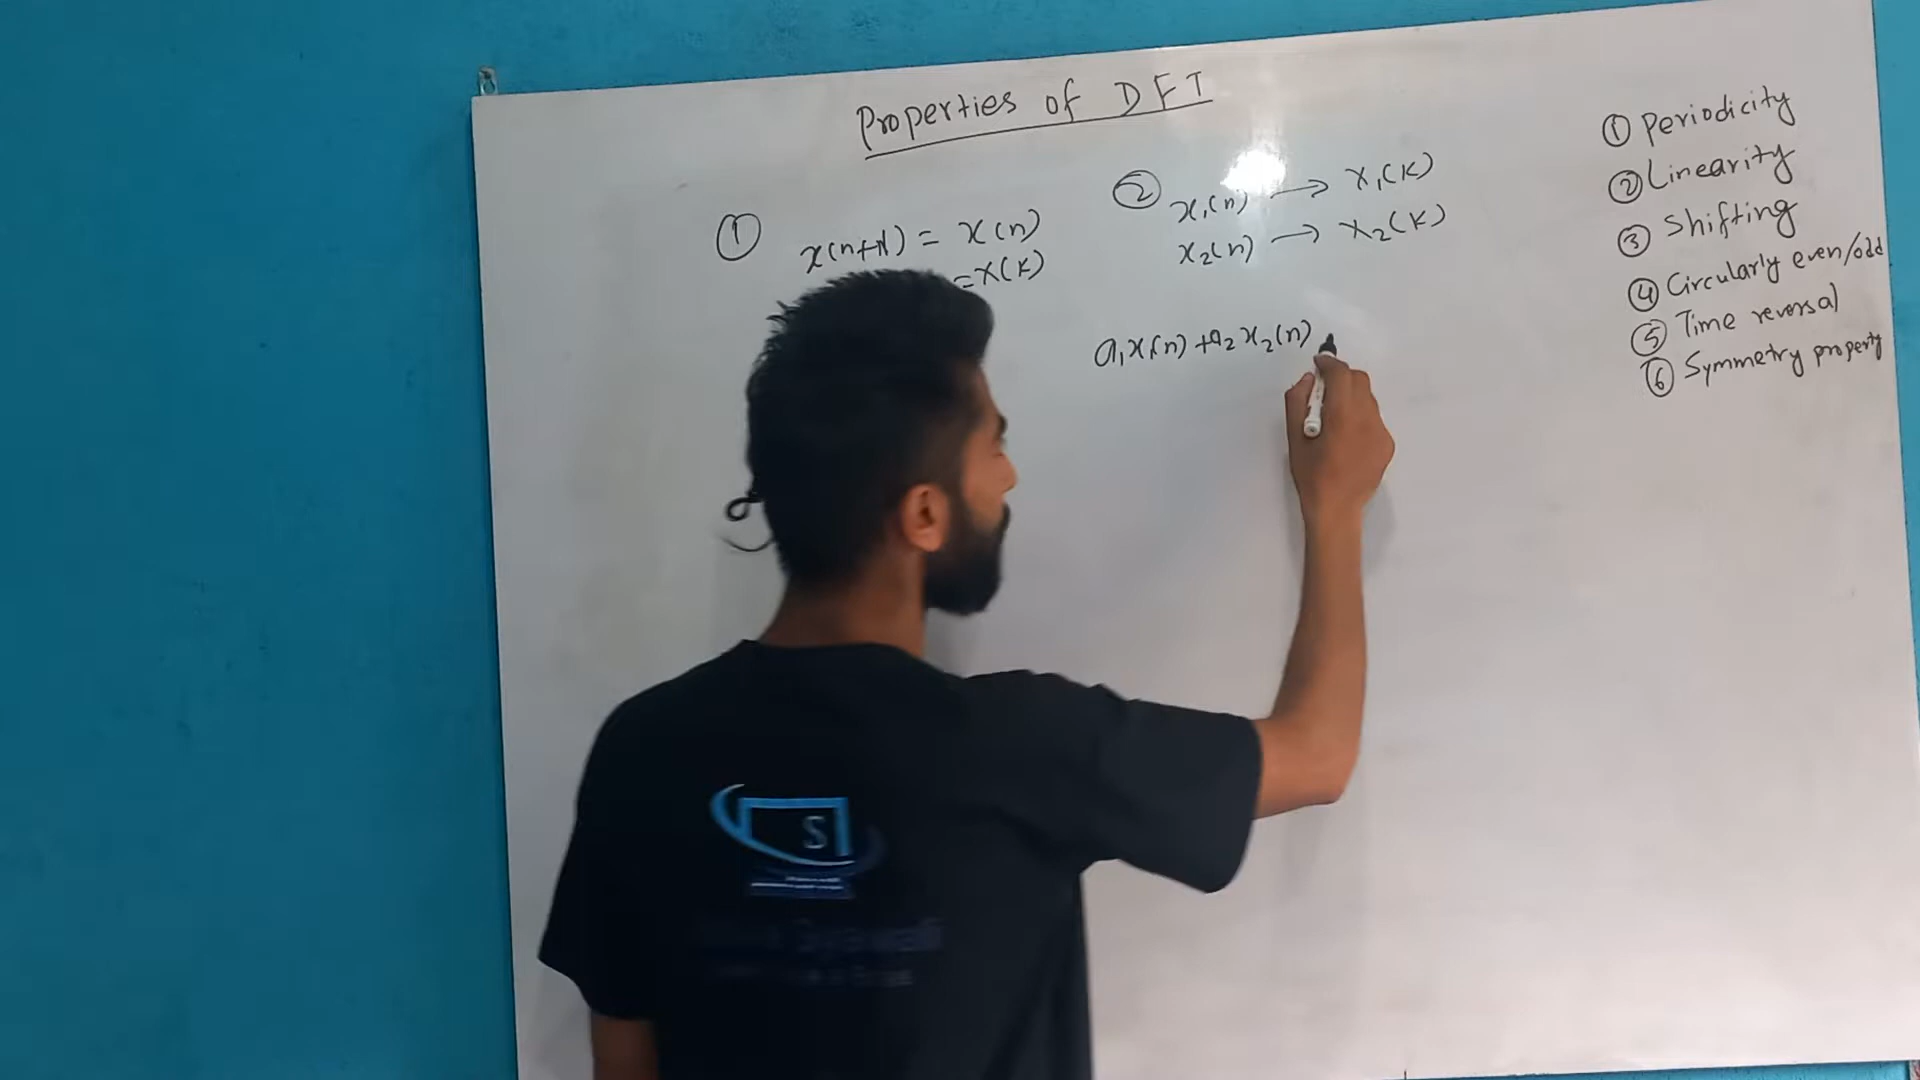 Properties of DFT
① x(n+N) = x(n)
=X(K)
② x₁(n) → X₁(K)
x₂(n) → X₂(K)
a₁x₁(n) + a₂x₂(n)
① Periodicity
② Linearity
③ Shifting
④ Circularly even/odd
⑤ Time reversal
⑥ Symmetry property
S